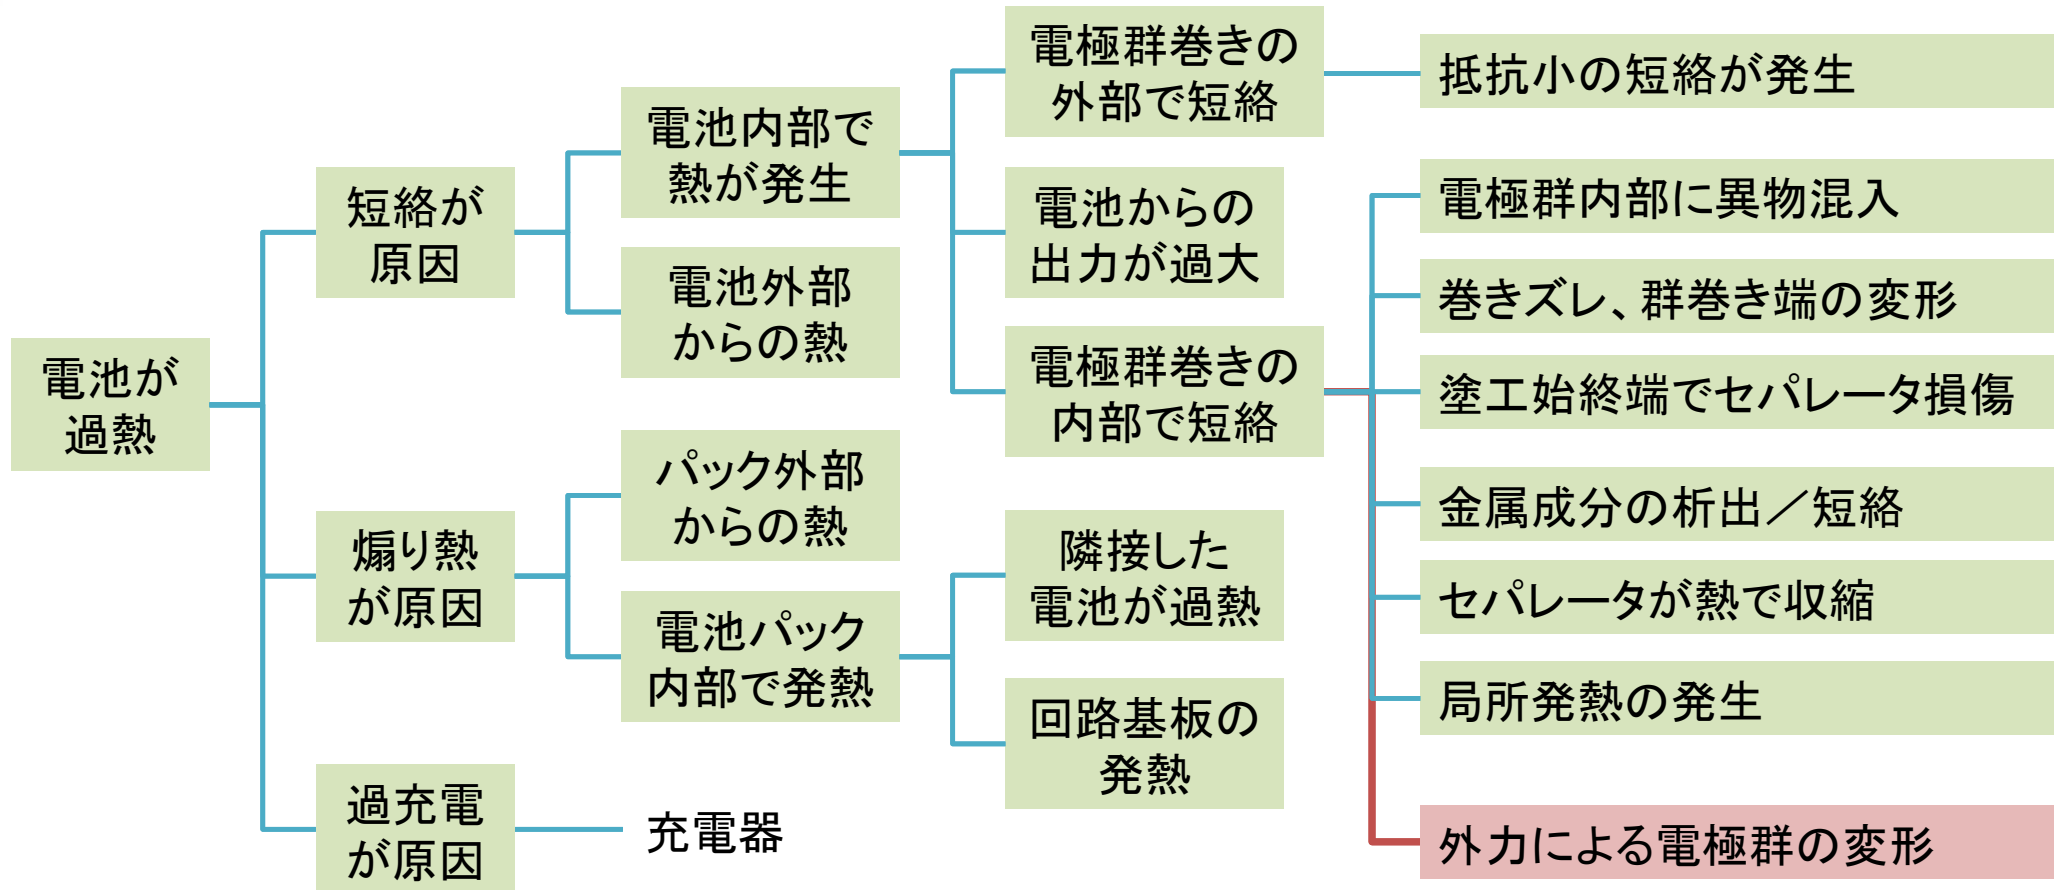 電池が
過熱
短絡が
原因
煽り熱
が原因
過充電
が原因
電池内部で
熱が発生
電池外部
からの熱
パック外部
からの熱
電池パック
内部で発熱
充電器
電極群巻きの
外部で短絡
電池からの
出力が過大
電極群巻きの
内部で短絡
隣接した
電池が過熱
回路基板の
発熱
抵抗小の短絡が発生
電極群内部に異物混入
巻きズレ、群巻き端の変形
塗工始終端でセパレータ損傷
金属成分の析出／短絡
セパレータが熱で収縮
局所発熱の発生
外力による電極群の変形